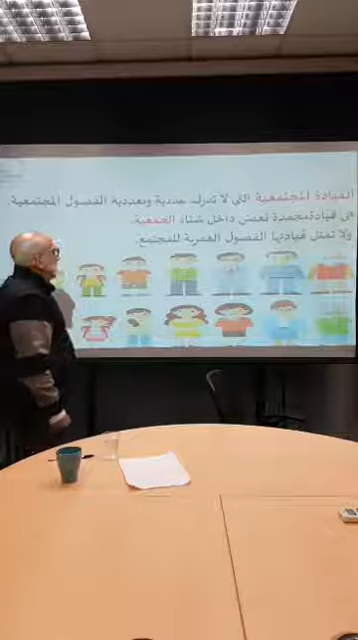 القيادة المجتمعية التي لا تدرك عددية وتعددية الفصول المجتمعية.
هي قيادة مجمدة تعيش داخل شتاء الجمعية.
ولا تمثل قيادتها الفصول العمرية للمجتمع.